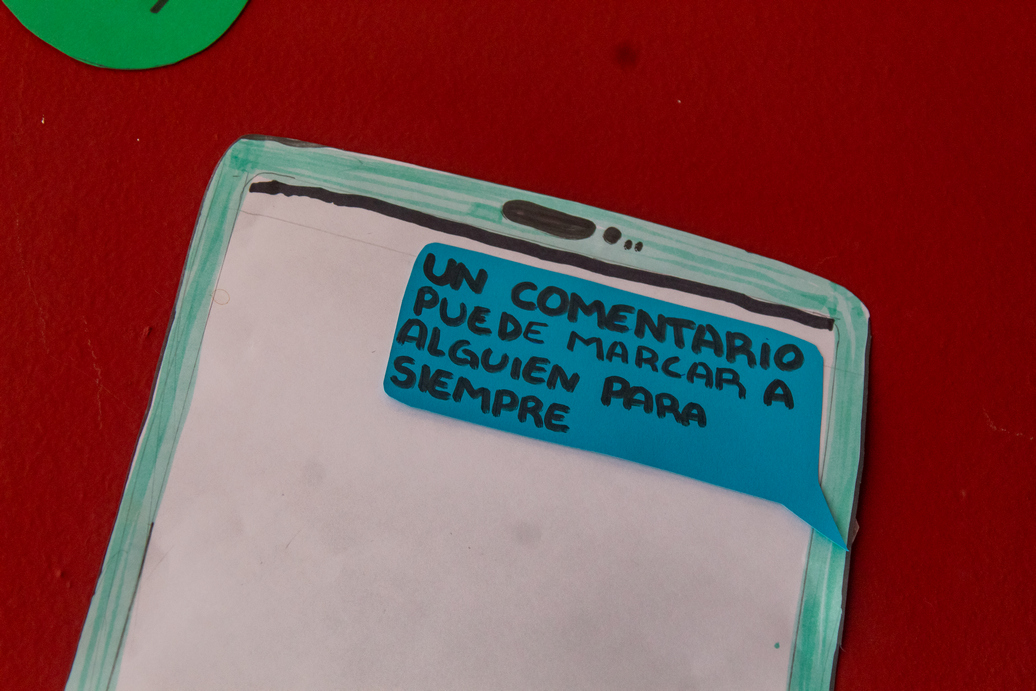 UN COMENTARIO
PUEDE MARCAR A
ALGUIEN PARA
SIEMPRE